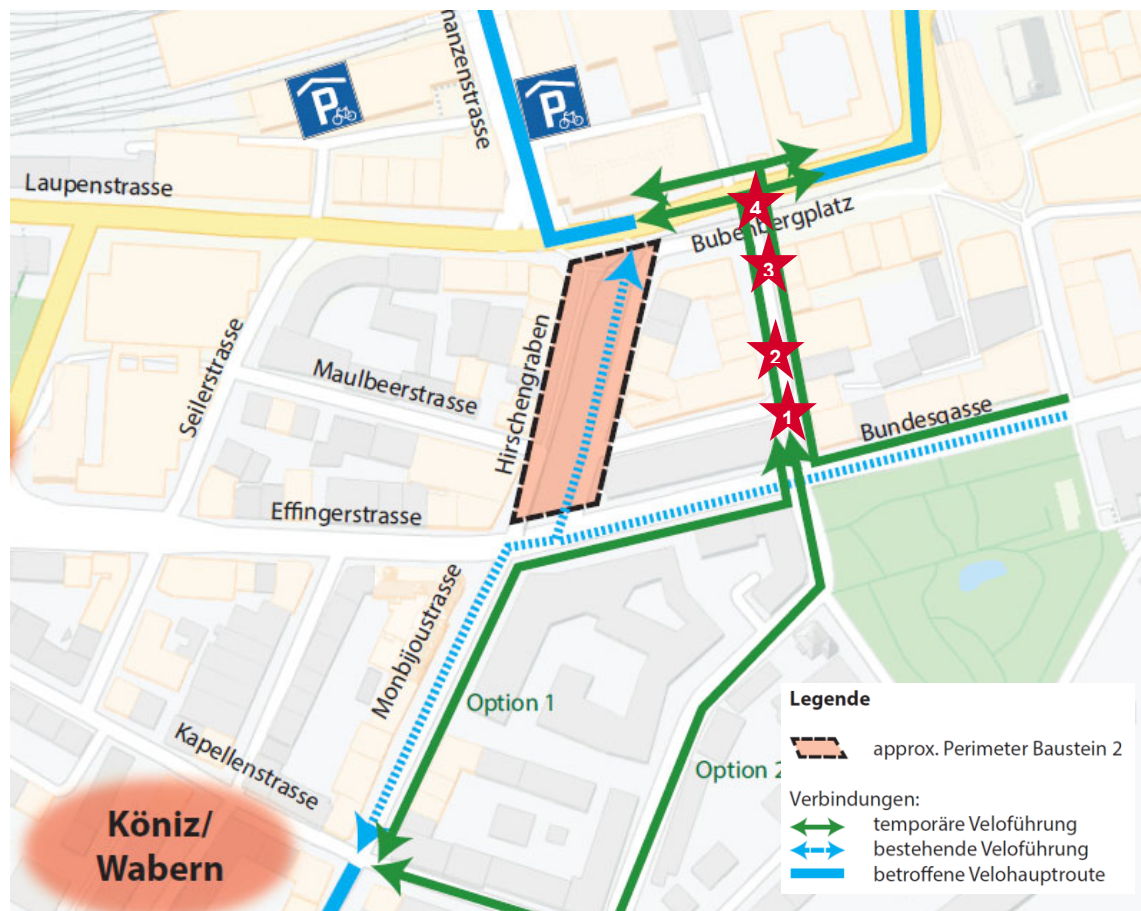 anzenstrasse
P
P
Laupenstrasse
4
Bubenbergplatz
3
Hirschengraben
Seilerstrasse
2
Maulbeerstrasse
1
Bundesgasse
Effingerstrasse
Monbijoustrasse
Option 1
Kapellenstrasse
Option 2
Köniz/
Wabern
Legende
approx. Perimeter Baustein 2
Verbindungen:
temporäre Veloführung
bestehende Veloführung
betroffene Velohauptroute